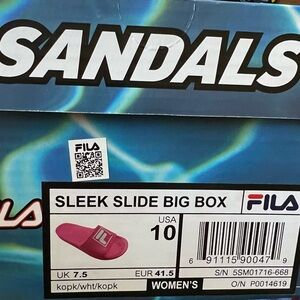 SANDALS
FILA
SLEEK SLIDE BIG BOX
FILA
USA
10
6 91115 90047 9
UK 7.5
EUR 41.5
S/N 5SM01716-668
kopk/wht/kopk
WOMEN'S
O/N P0014619